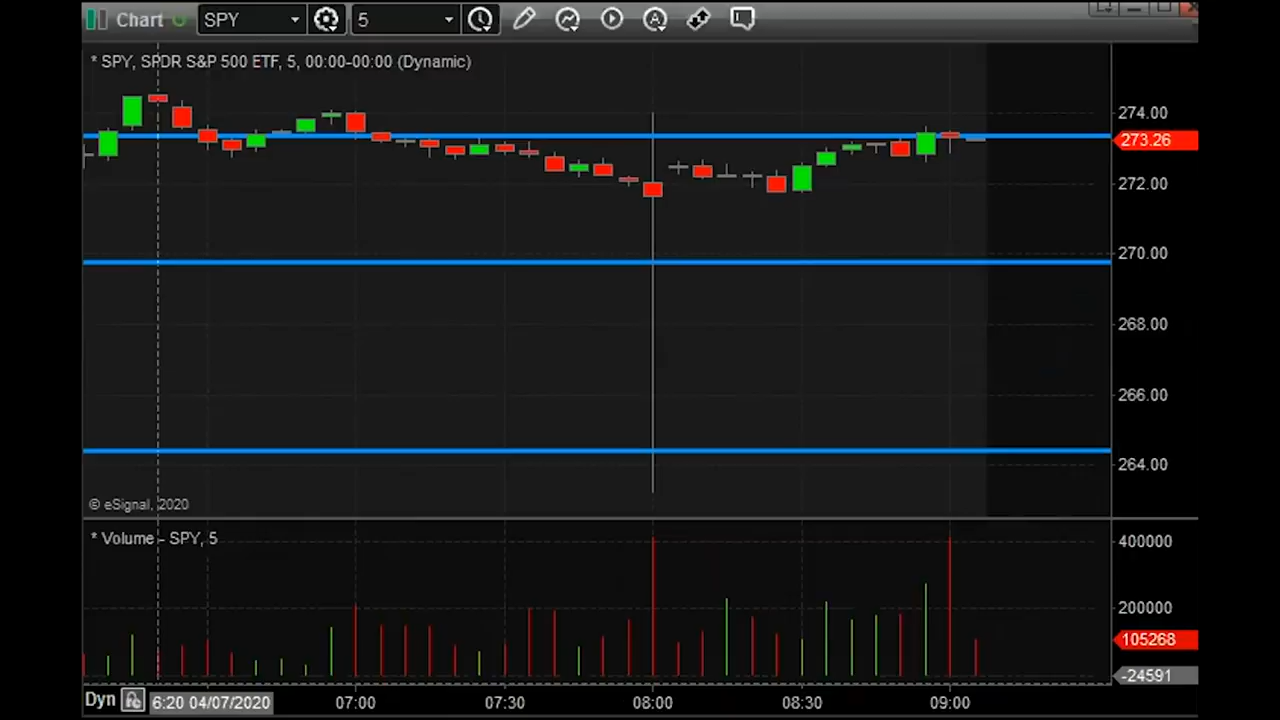 Chart SPY 5
* SPY, SPDR S&P 500 ETF, 5, 00:00-00:00 (Dynamic)
274.00
273.26
272.00
270.00
268.00
266.00
264.00
© eSignal, 2020
* Volume - SPY, 5
400000
200000
105268
-24591
Dyn 6:20 04/07/2020 07:00 07:30 08:00 08:30 09:00